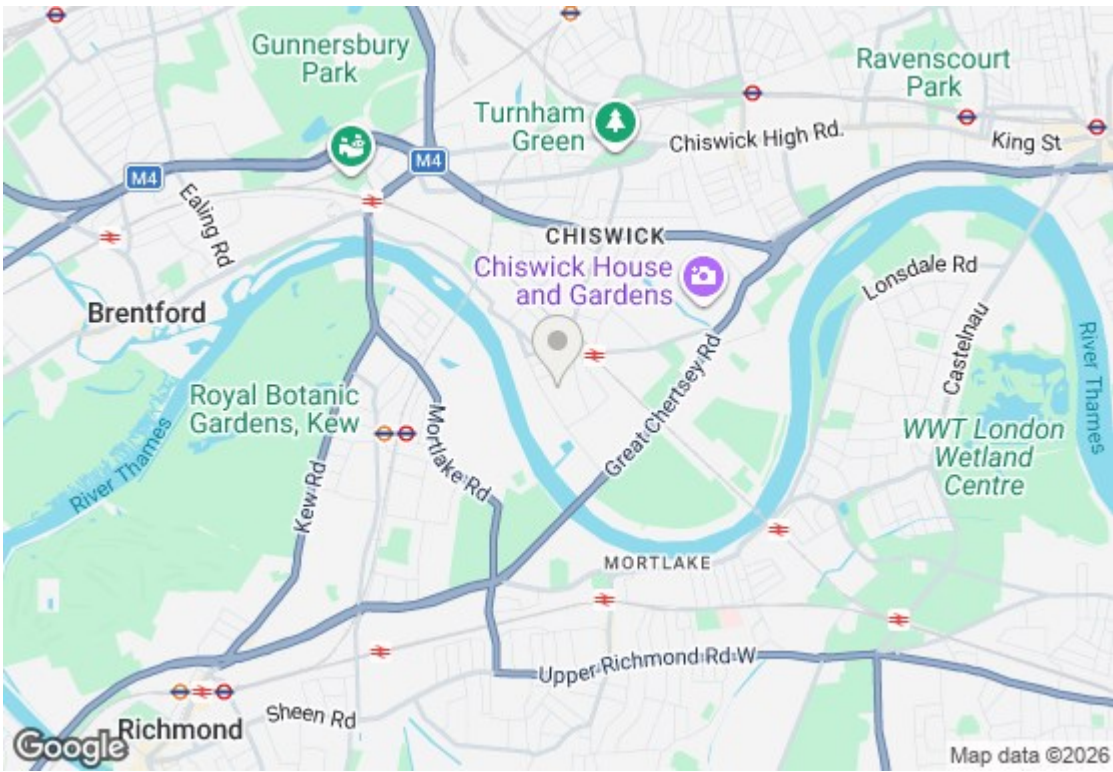 Gunnersbury
Park
Ravenscourt
Park
Turnham
Green
Chiswick High Rd.
King St
M4
M4
Ealing Rd
CHISWICK
Chiswick House
and Gardens
Lonsdale Rd
Brentford
Castelnau
River Thames
Great Chertsey Rd
Royal Botanic
Gardens, Kew
Mortlake Rd
WWT London
Wetland
Centre
River Thames
Kew Rd
MORTLAKE
Upper Richmond Rd W
Sheen Rd
Richmond
Google
Map data ©2026